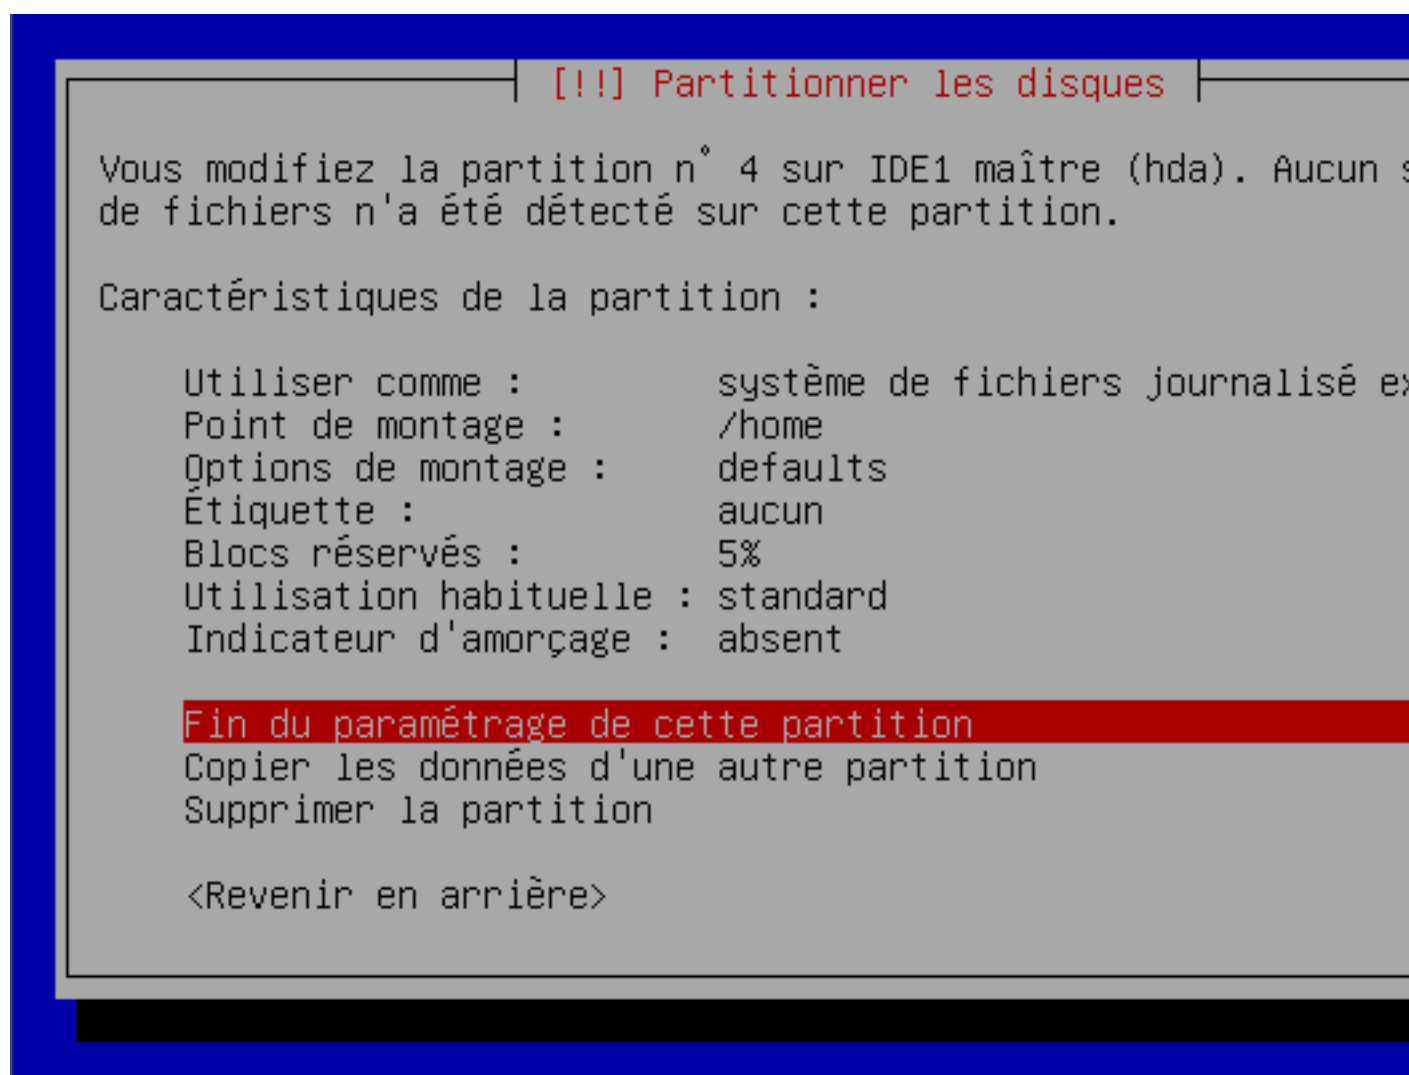 [!!] Partitionner les disques
Vous modifiez la partition n° 4 sur IDE1 maître (hda). Aucun
de fichiers n'a été détecté sur cette partition.
Caractéristiques de la partition :
Utiliser comme : système de fichiers journalisé
Point de montage : /home
Options de montage : defaults
Étiquette : aucun
Blocs réservés : 5%
Utilisation habituelle : standard
Indicateur d'amorçage : absent
Fin du paramétrage de cette partition
Copier les données d'une autre partition
Supprimer la partition
<Revenir en arrière>